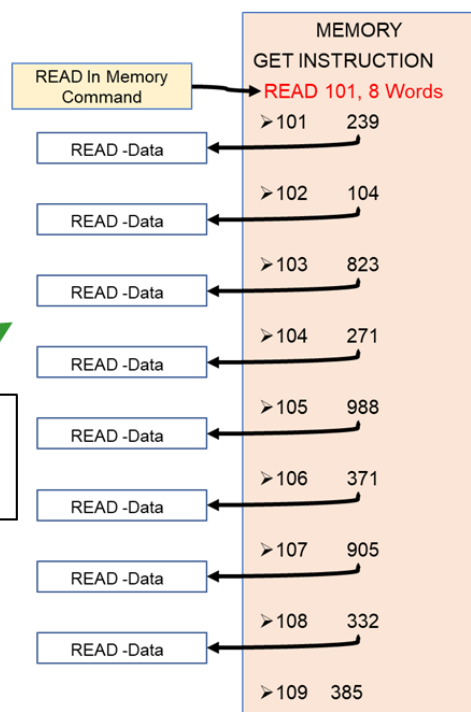 MEMORY
GET INSTRUCTION
READ In Memory
Command
READ 101, 8 Words
➢101 239
READ -Data
➢102 104
READ -Data
➢103 823
READ -Data
➢104 271
READ -Data
➢105 988
READ -Data
➢106 371
READ -Data
➢107 905
READ -Data
➢108 332
READ -Data
➢109 385